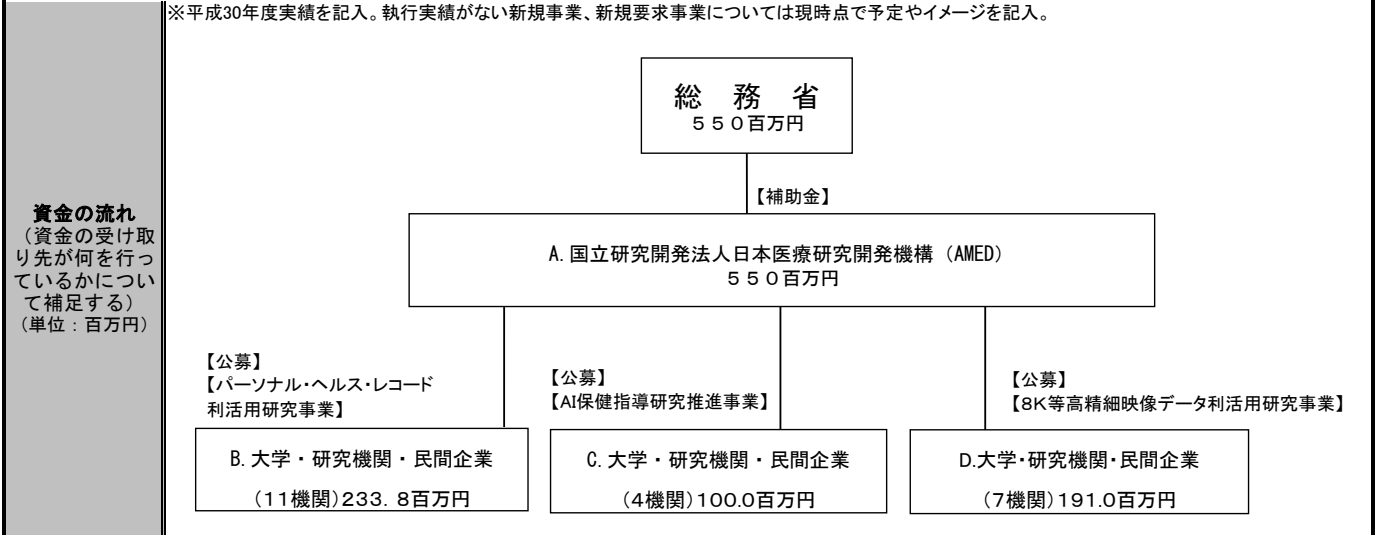 ※平成30年度実績を記入。執行実績がない新規事業、新規要求事業については現時点で予定やイメージを記入。
資金の流れ
（資金の受け取
り先が何を行っ
ているかについ
て補足する）
（単位：百万円）
総　務　省
５５０百万円
【補助金】
A.国立研究開発法人日本医療研究開発機構（AMED）
５５０百万円
【公募】
【パーソナル・ヘルス・レコード
利活用研究事業】
【公募】
【AI保健指導研究推進事業】
【公募】
【8K等高精細映像データ利活用研究事業】
B.大学・研究機関・民間企業
（11機関）233．8百万円
C.大学・研究機関・民間企業
（4機関）100.0百万円
D.大学・研究機関・民間企業
（7機関）191.0百万円